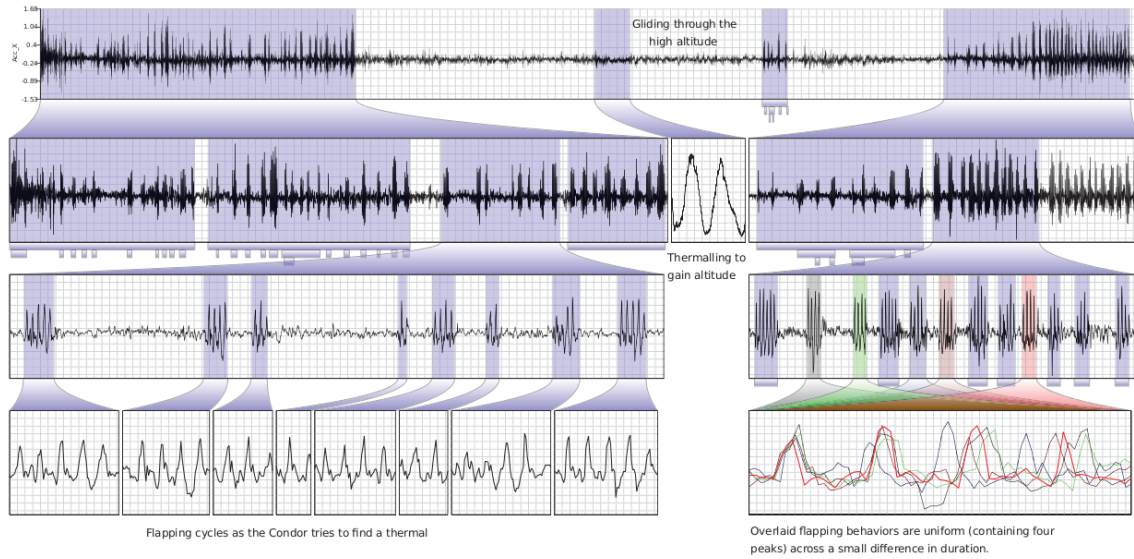 1.68
1.04
0.4
-0.24
-0.89
-1.53
Acc_X
Gliding through the
high altitude
Thermalling to
gain altitude
Flapping cycles as the Condor tries to find a thermal
Overlaid flapping behaviors are uniform (containing four
peaks) across a small difference in duration.